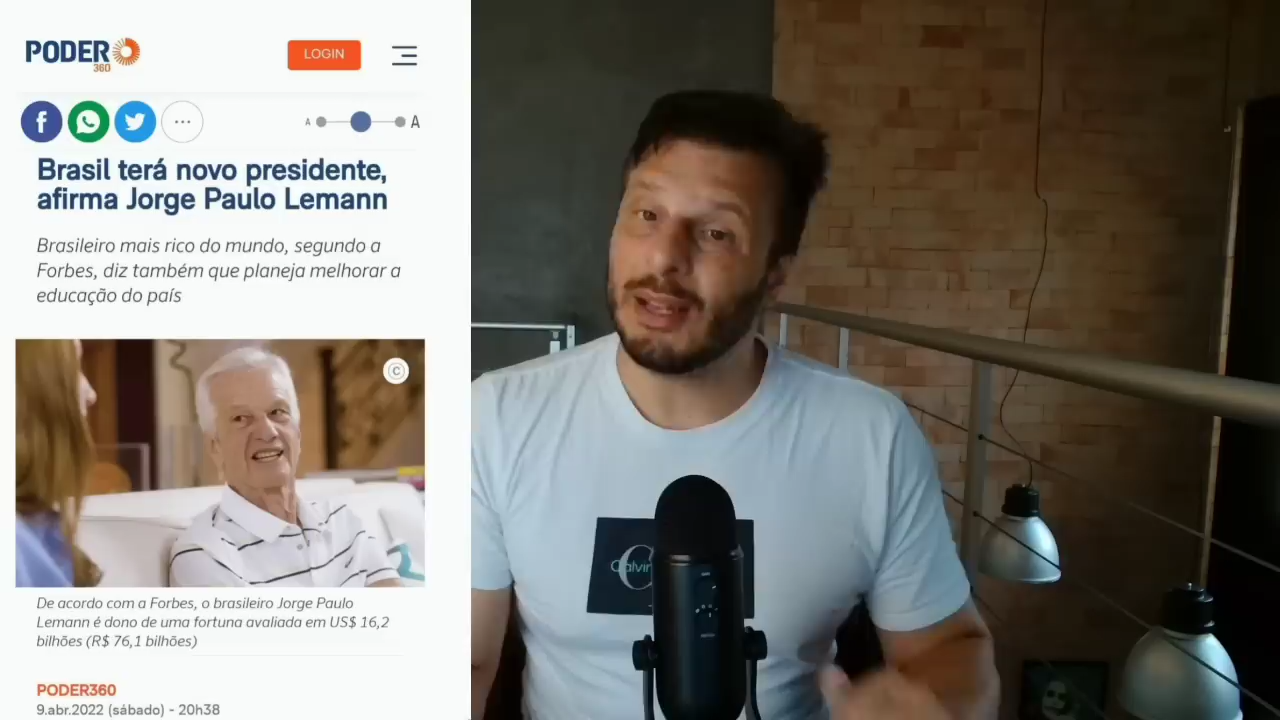 PODER
360
LOGIN
A A
Brasil terá novo presidente,
afirma Jorge Paulo Lemann
Brasileiro mais rico do mundo, segundo a
Forbes, diz também que planeja melhorar a
educação do país
©
De acordo com a Forbes, o brasileiro Jorge Paulo
Lemann é dono de uma fortuna avaliada em US$ 16,2
bilhões (R$ 76,1 bilhões)
PODER360
9.abr.2022 (sábado) - 20h38
C
Calvin